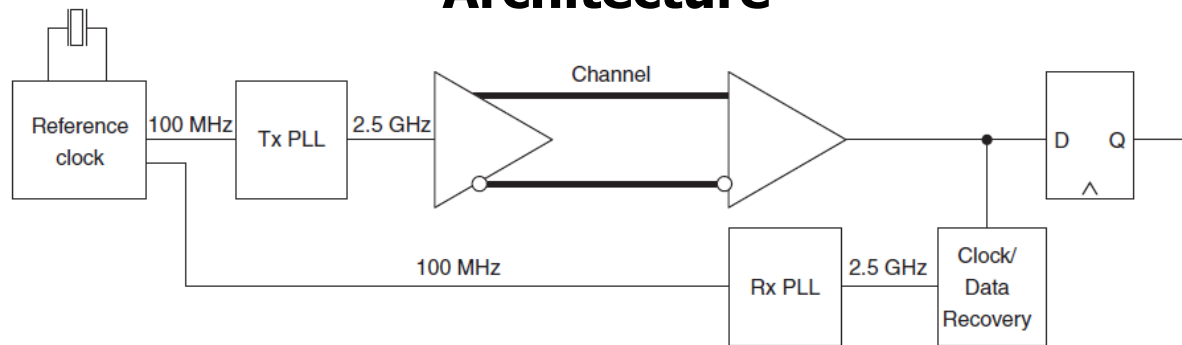 Architecture
Channel
Reference
clock
100 MHz
Tx PLL
2.5 GHz
D Q
100 MHz
Rx PLL
2.5 GHz
Clock/
Data
Recovery